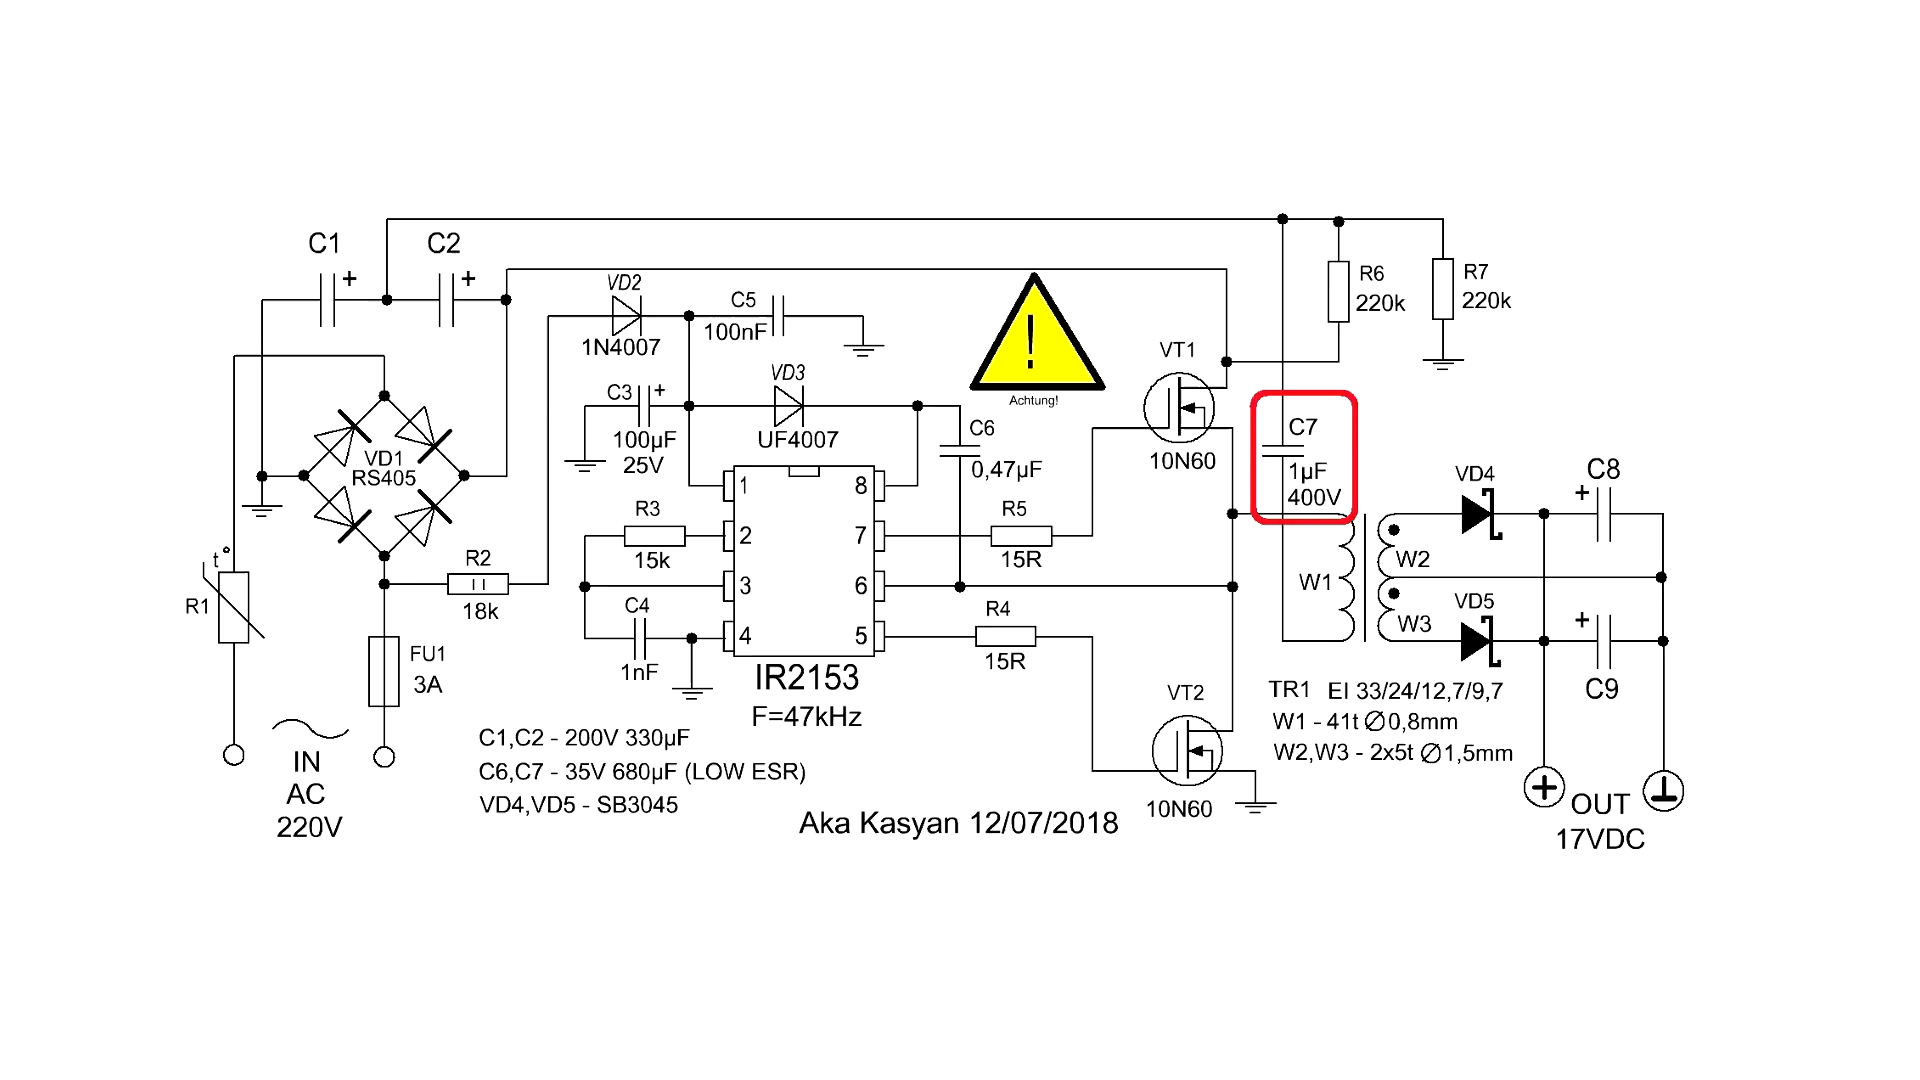 C1
+
C2
+
VD2
1N4007
C5
100nF
!
Achtung!
R6
220k
R7
220k
VT1
10N60
VD3
UF4007
C3
+
100µF
25V
C6
0,47µF
C7
1µF
400V
VD1
RS405
1
2
3
4
8
7
6
5
IR2153
F=47kHz
R3
15k
C4
1nF
R5
15R
R4
15R
R2
18k
t°
R1
FU1
3A
IN
AC
220V
VT2
10N60
W1
W2
W3
VD4
VD5
+
C8
+
C9
TR1 EI 33/24/12,7/9,7
W1 - 41t ∅0,8mm
W2,W3 - 2x5t ∅1,5mm
C1,C2 - 200V 330µF
C6,C7 - 35V 680µF (LOW ESR)
VD4,VD5 - SB3045
Aka Kasyan 12/07/2018
+
OUT
17VDC